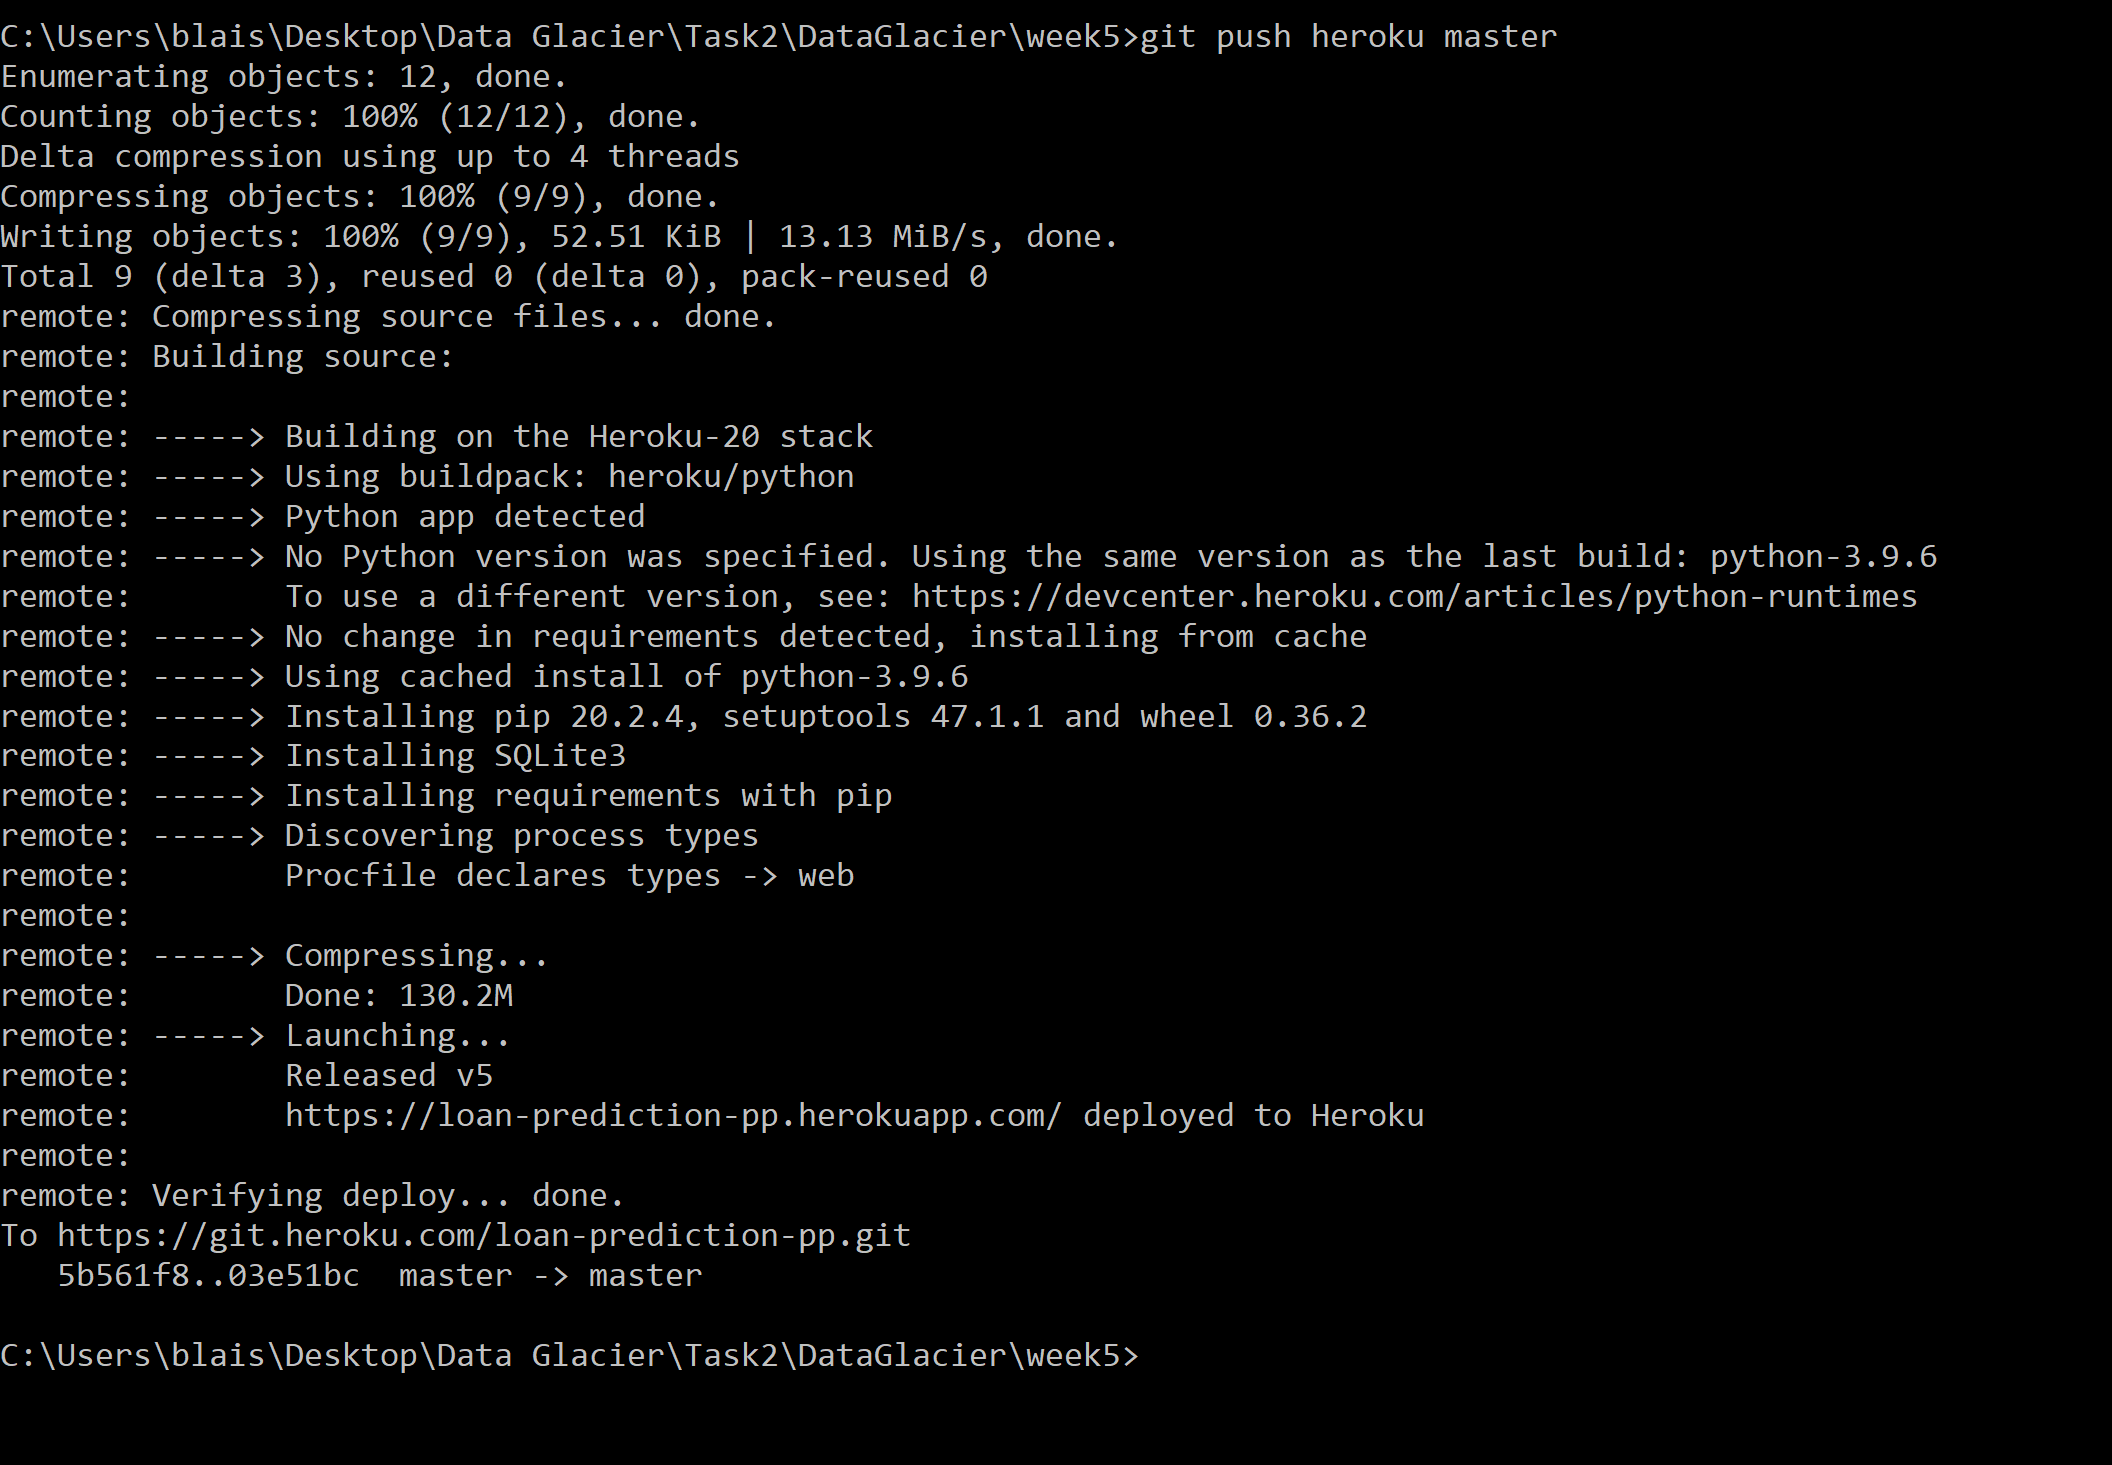 C:\Users\blais\Desktop\Data Glacier\Task2\DataGlacier\week5>git push heroku master
Enumerating objects: 12, done.
Counting objects: 100% (12/12), done.
Delta compression using up to 4 threads
Compressing objects: 100% (9/9), done.
Writing objects: 100% (9/9), 52.51 KiB | 13.13 MiB/s, done.
Total 9 (delta 3), reused 0 (delta 0), pack-reused 0
remote: Compressing source files... done.
remote: Building source:
remote:
remote: -----> Building on the Heroku-20 stack
remote: -----> Using buildpack: heroku/python
remote: -----> Python app detected
remote: -----> No Python version was specified. Using the same version as the last build: python-3.9.6
remote:        To use a different version, see: https://devcenter.heroku.com/articles/python-runtimes
remote: -----> No change in requirements detected, installing from cache
remote: -----> Using cached install of python-3.9.6
remote: -----> Installing pip 20.2.4, setuptools 47.1.1 and wheel 0.36.2
remote: -----> Installing SQLite3
remote: -----> Installing requirements with pip
remote: -----> Discovering process types
remote:        Procfile declares types -> web
remote:
remote: -----> Compressing...
remote:        Done: 130.2M
remote: -----> Launching...
remote:        Released v5
remote:        https://loan-prediction-pp.herokuapp.com/ deployed to Heroku
remote:
remote: Verifying deploy... done.
To https://git.heroku.com/loan-prediction-pp.git
   5b561f8..03e51bc  master -> master
C:\Users\blais\Desktop\Data Glacier\Task2\DataGlacier\week5>